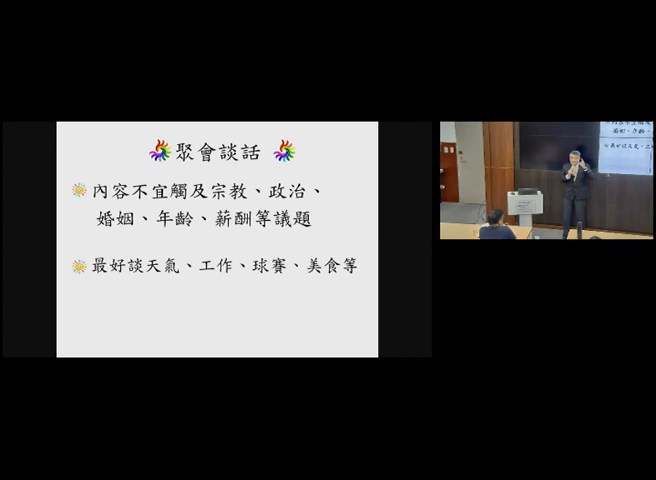 聚會談話
內容不宜觸及宗教、政治、
婚姻、年齡、薪酬等議題
最好談天氣、工作、球賽、美食等